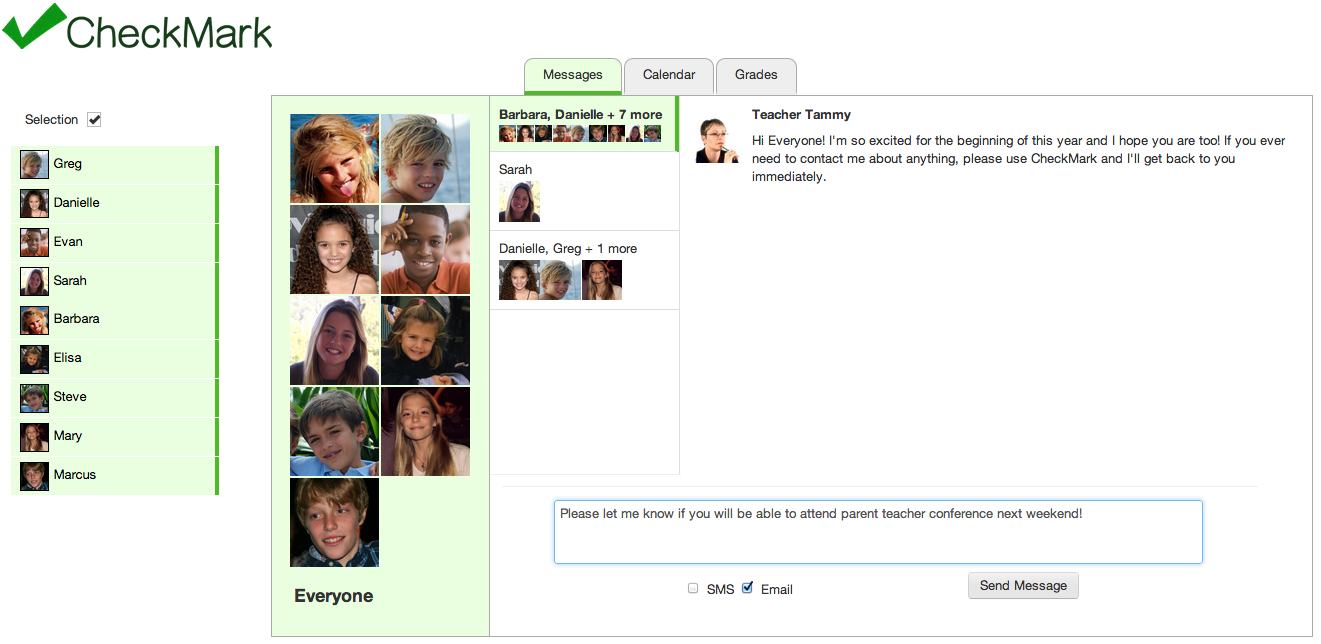 CheckMark
Messages
Calendar
Grades
Selection
Greg
Danielle
Evan
Sarah
Barbara
Elisa
Steve
Mary
Marcus
Everyone
Barbara, Danielle + 7 more
Sarah
Danielle, Greg + 1 more
Teacher Tammy
Hi Everyone! I'm so excited for the beginning of this year and I hope you are too! If you ever
need to contact me about anything, please use CheckMark and I'll get back to you
immediately.
Please let me know if you will be able to attend parent teacher conference next weekend!
SMS
Email
Send Message